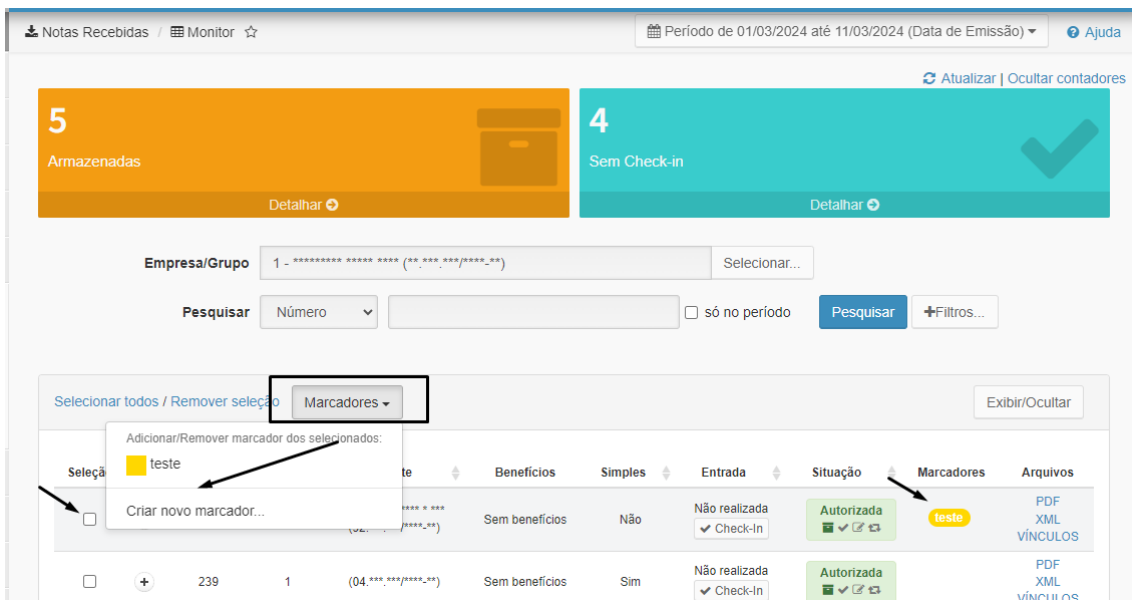 Notas Recebidas / Monitor
Período de 01/03/2024 até 11/03/2024 (Data de Emissão)
Ajuda
Atualizar | Ocultar contadores
5
Armazenadas
Detalhar
4
Sem Check-in
Detalhar
Empresa/Grupo
1 - ********* ***** **** (**.***.***/****-**)
Selecionar...
Pesquisar
Número
só no período
Pesquisar
+Filtros...
Selecionar todos / Remover seleção
Marcadores
Exibir/Ocultar
Adicionar/Remover marcador dos selecionados:
teste
Criar novo marcador...
Benefícios
Simples
Entrada
Situação
Marcadores
Arquivos
Sem benefícios
Não
Não realizada
Check-In
Autorizada
teste
PDF
XML
VÍNCULOS
+
239
1
(04.***.***/****-**)
Sem benefícios
Sim
Não realizada
Check-In
Autorizada
PDF
XML
VÍNCULOS